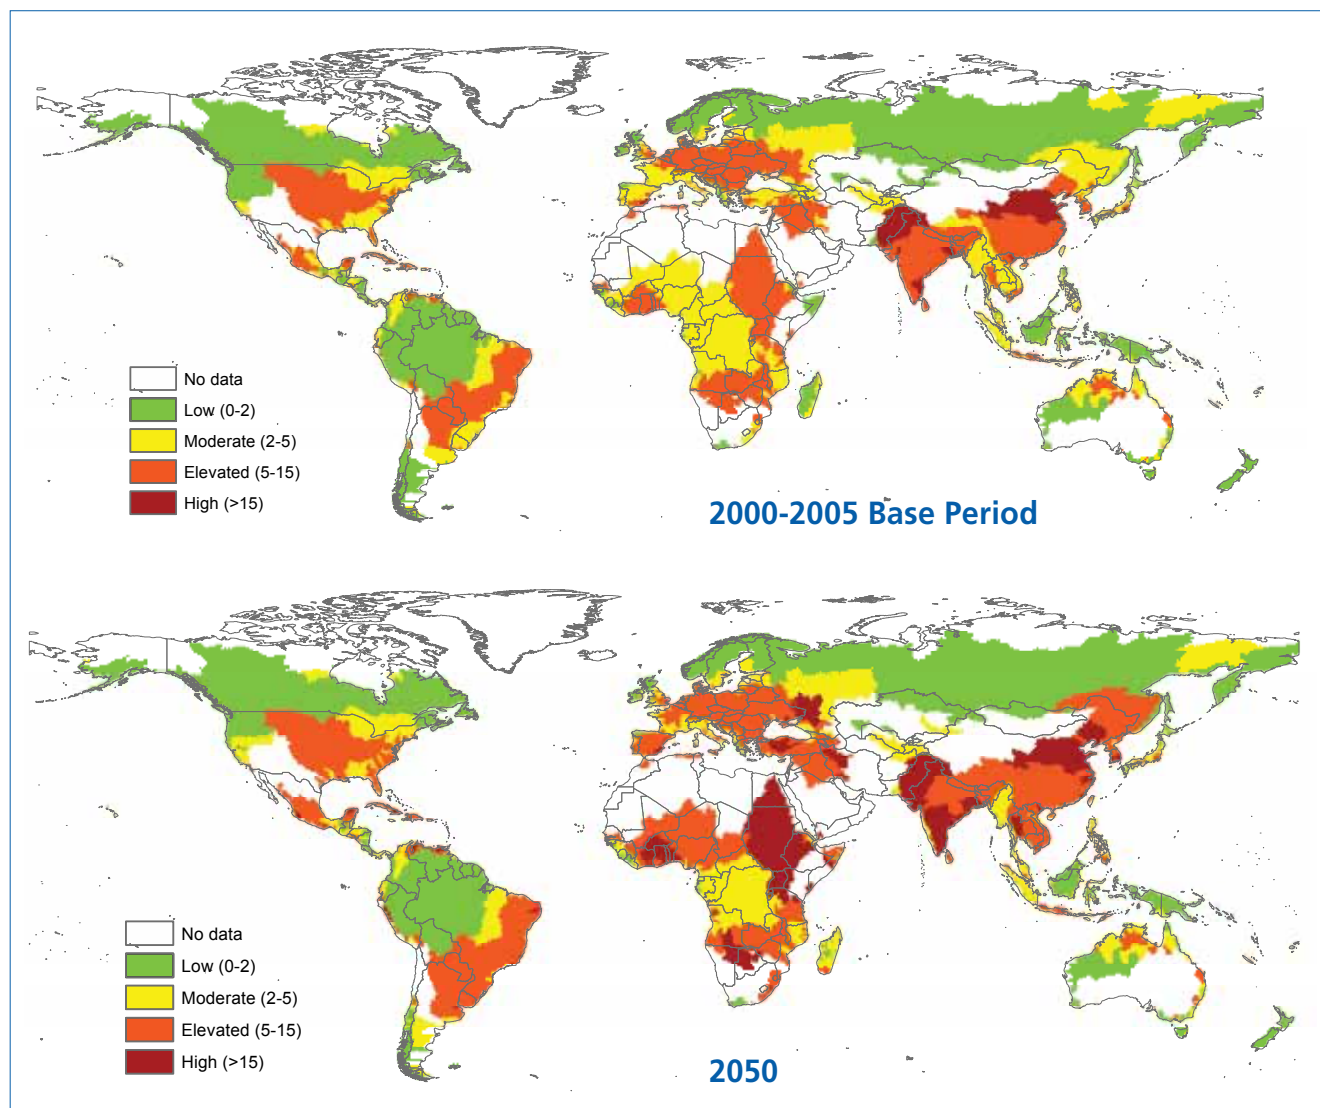 No data
Low (0-2)
Moderate (2-5)
Elevated (5-15)
High (>15)
2000-2005 Base Period
No data
Low (0-2)
Moderate (2-5)
Elevated (5-15)
High (>15)
2050